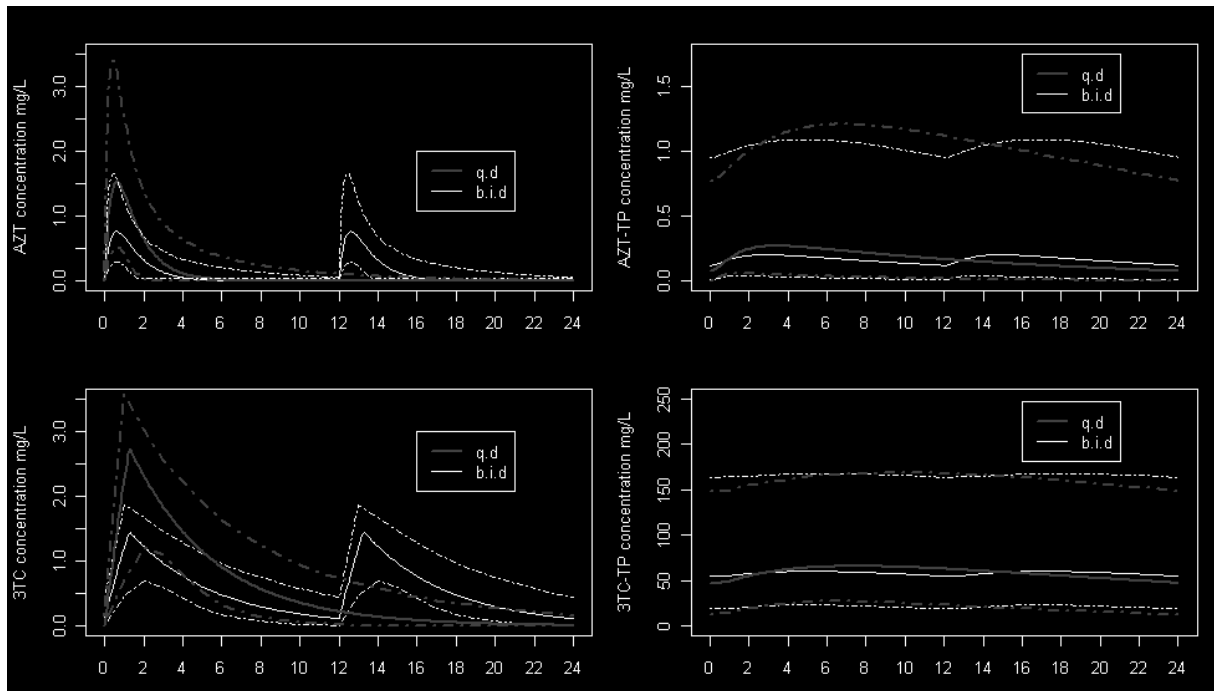 AZT concentration mg/L
0.0 1.0 2.0 3.0
q.d
b.i.d
0 2 4 6 8 10 12 14 16 18 20 22 24
AZT-TP concentration mg/L
0.0 0.5 1.0 1.5
q.d
b.i.d
0 2 4 6 8 10 12 14 16 18 20 22 24
3TC concentration mg/L
0.0 1.0 2.0 3.0
q.d
b.i.d
0 2 4 6 8 10 12 14 16 18 20 22 24
3TC-TP concentration mg/L
0 50 100 150 200 250
q.d
b.i.d
0 2 4 6 8 10 12 14 16 18 20 22 24